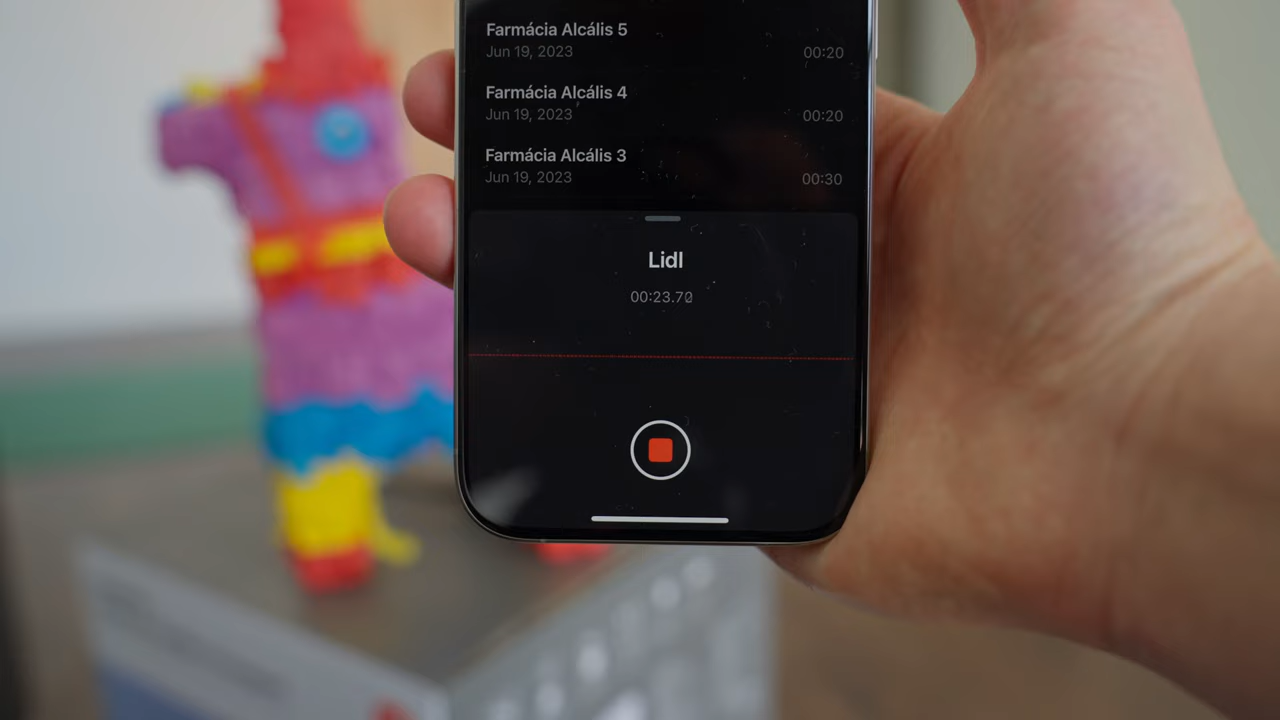 Farmácia Alcális 5
Jun 19, 2023 00:20
Farmácia Alcális 4
Jun 19, 2023 00:20
Farmácia Alcális 3
Jun 19, 2023 00:30
Lidl
00:23.70